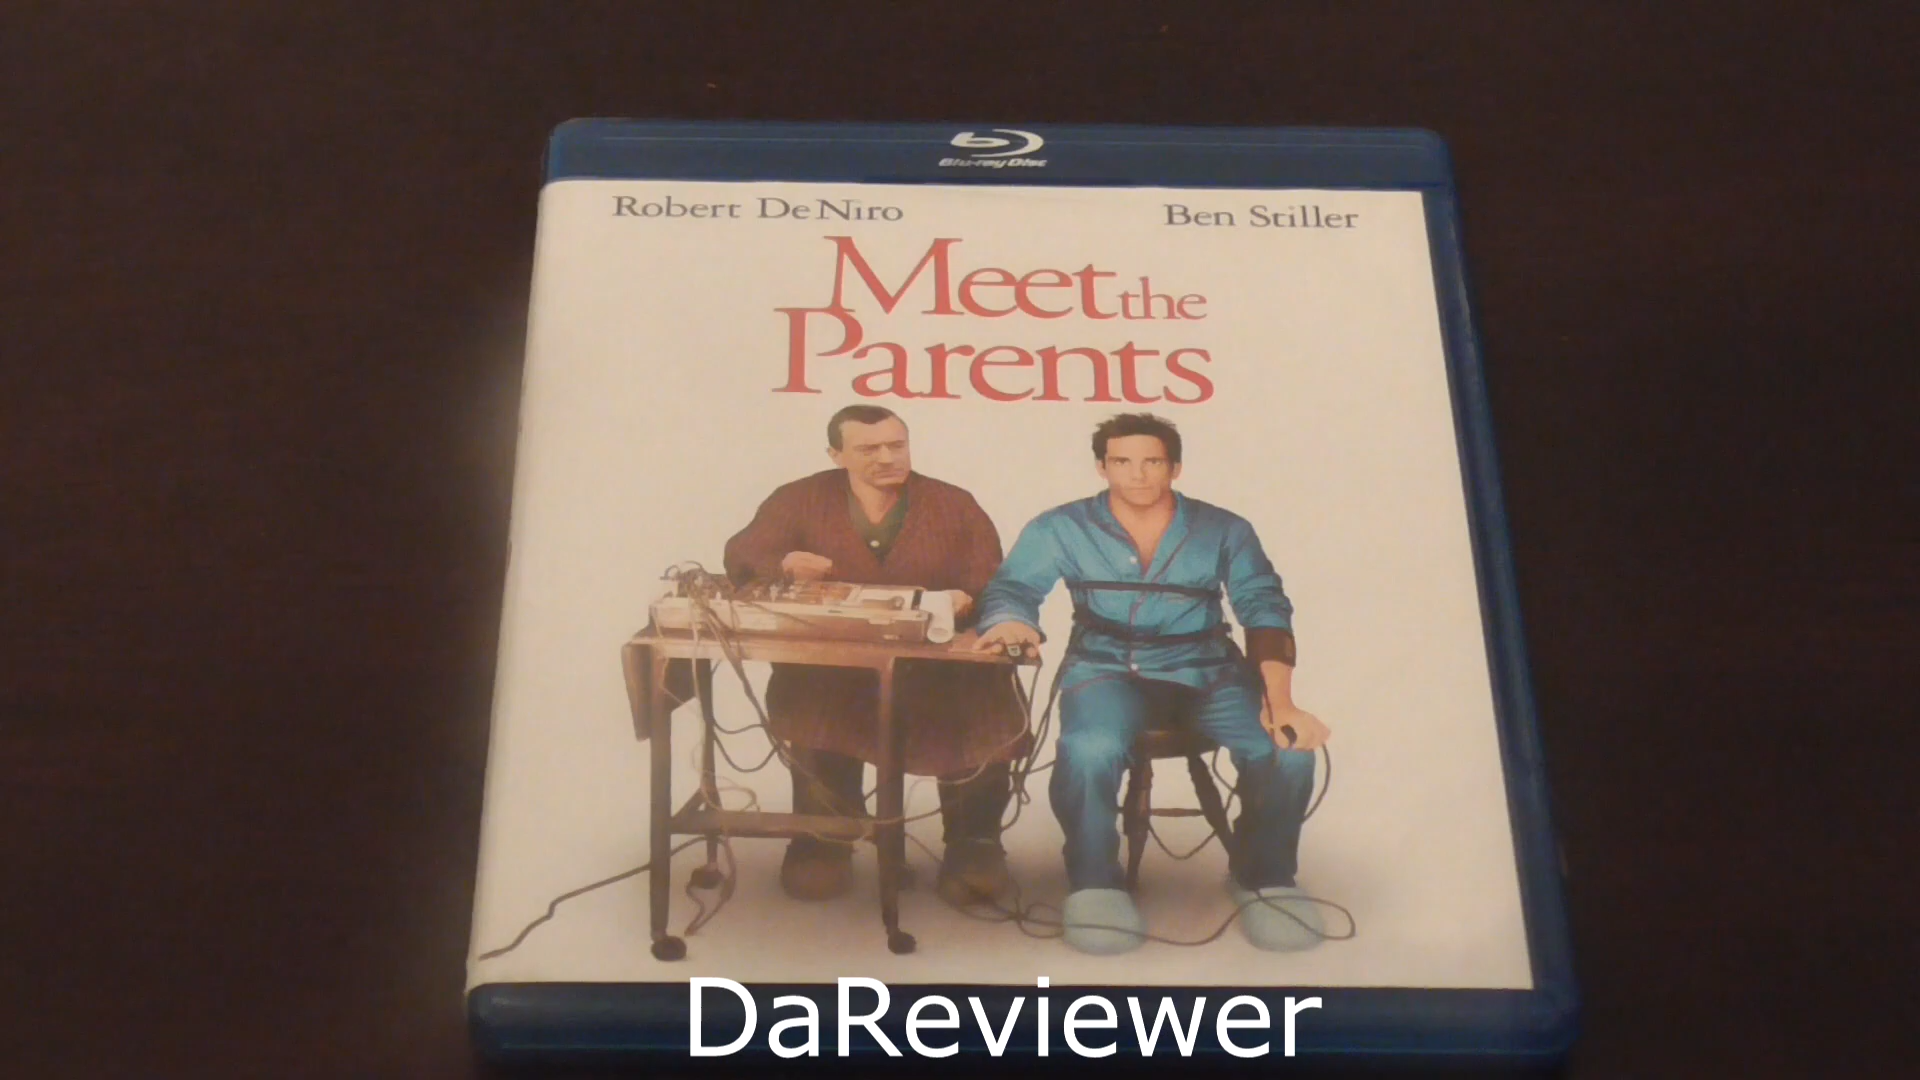 Blu-ray Disc
Robert De Niro
Ben Stiller
Meet the
Parents
DaReviewer